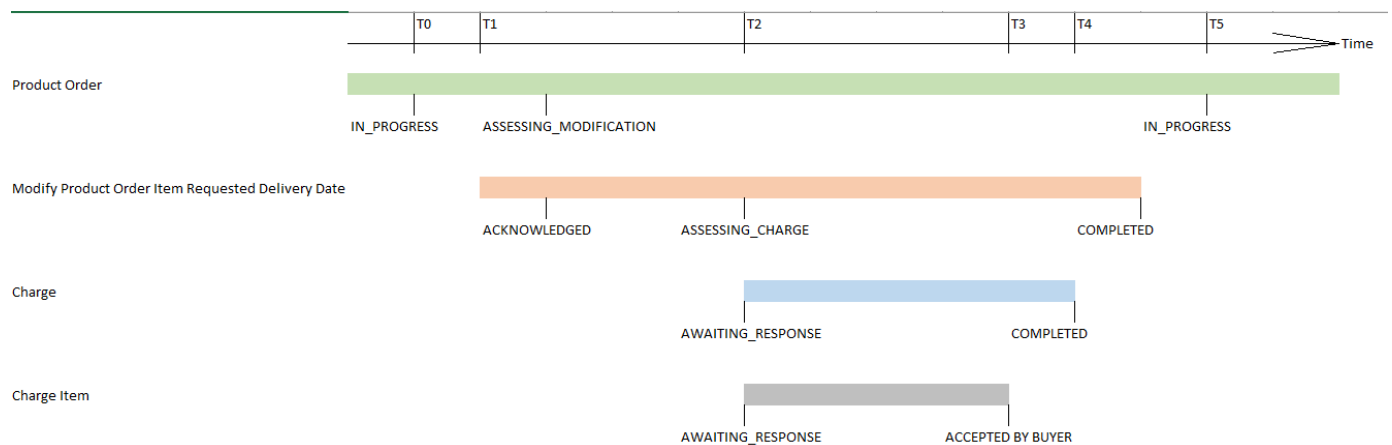 T0
T1
T2
T3
T4
T5
Time
Product Order
IN_PROGRESS
ASSESSING_MODIFICATION
IN_PROGRESS
Modify Product Order Item Requested Delivery Date
ACKNOWLEDGED
ASSESSING_CHARGE
COMPLETED
Charge
AWAITING_RESPONSE
COMPLETED
Charge Item
AWAITING_RESPONSE
ACCEPTED BY BUYER